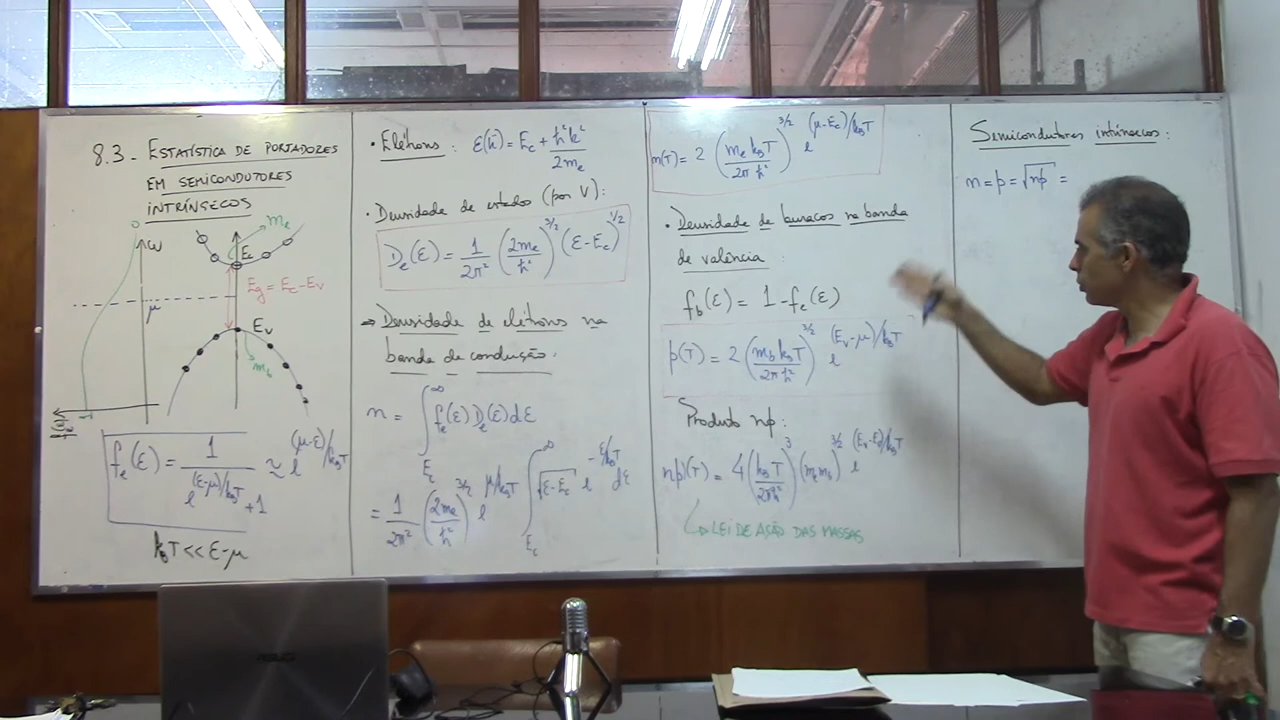 8.3 - ESTATÍSTICA DE PORTADORES
EM SEMICONDUTORES
INTRÍNSECOS
ω
m_e
E_c
E_g = E_c - E_v
μ
E_v
m_b
f_e(ε) = 1/(e^{(ε-μ)/k_BT} + 1) ≃ e^{(μ-ε)/k_BT}
k_BT << ε-μ
• Elétrons : ε(k) = E_c + ħ²k²/2m_e
• Densidade de estados (por V):
D_e(ε) = 1/2π² (2m_e/ħ²)^{3/2} (ε - E_c)^{1/2}
⇒ Densidade de elétrons na
banda de condução:
n = ∫_{E_c}^{∞} f_e(ε) D_e(ε) dε
= 1/2π² (2m_e/ħ²)^{3/2} e^{μ/k_BT} ∫_{E_c}^{∞} √(ε-E_c) e^{-ε/k_BT} dε
n(T) = 2 (m_e k_BT/2πħ²)^{3/2} e^{(μ-E_c)/k_BT}
• Densidade de buracos na banda
de valência :
f_b(ε) = 1 - f_e(ε)
p(T) = 2 (m_b k_BT/2πħ²)^{3/2} e^{(E_v-μ)/k_BT}
Produto np:
np(T) = 4 (k_BT/2πħ²)^3 (m_e m_b)^{3/2} e^{(E_v-E_c)/k_BT}
↳ LEI DE AÇÃO DAS MASSAS
Semicondutores intrínsecos:
n = p = √np =